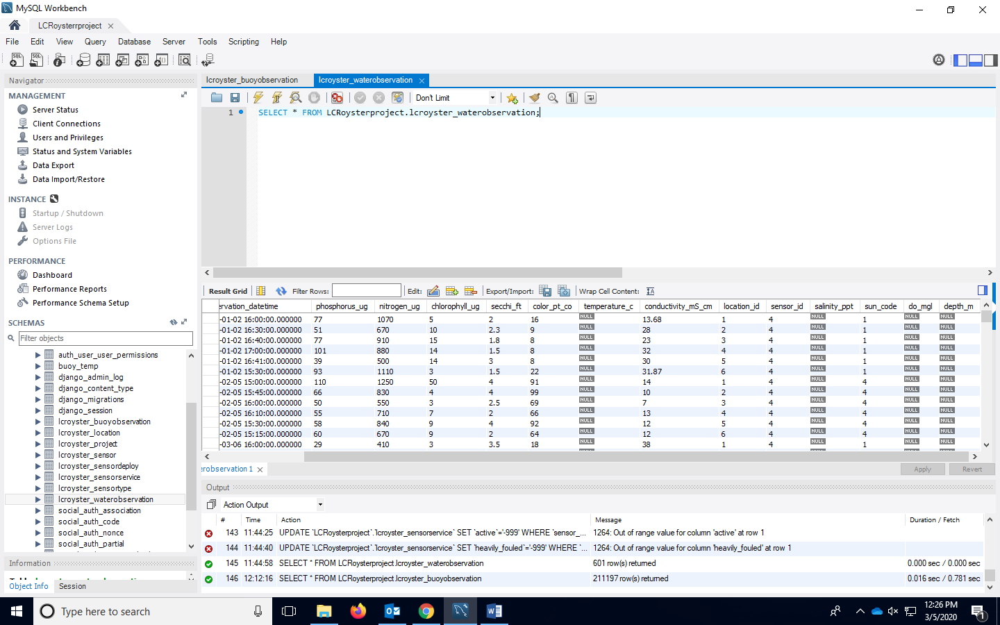 MySQL Workbench
LCRoysterrproject
File Edit View Query Database Server Tools Scripting Help
Navigator
MANAGEMENT
Server Status
Client Connections
Users and Privileges
Status and System Variables
Data Export
Data Import/Restore
INSTANCE
Startup / Shutdown
Server Logs
Options File
PERFORMANCE
Dashboard
Performance Reports
Performance Schema Setup
SCHEMAS
Filter objects
auth_user_user_permissions
buoy_temp
django_admin_log
django_content_type
django_migrations
django_session
lcroyster_buoyobservation
lcroyster_location
lcroyster_project
lcroyster_sensor
lcroyster_sensordeploy
lcroyster_sensorservice
lcroyster_sensortype
lcroyster_waterobservation
social_auth_association
social_auth_code
social_auth_nonce
social_auth_partial
Information
Object Info Session
lcroyster_buoyobservation lcroyster_waterobservation
Don't Limit
1 SELECT * FROM LCRoysterproject.lcroyster_waterobservation;
Result Grid Filter Rows: Edit: Export/Import: Wrap Cell Content:
ervation_datetime phosphorus_ug nitrogen_ug chlorophyll_ug secchi_ft color_pt_co temperature_c conductivity_mS_cm location_id sensor_id salinity_ppt sun_code do_mgl depth_m
-01-02 16:00:00.000000 77 1070 5 2 16 NULL 13.68 1 4 NULL 1 NULL NULL
-01-02 16:30:00.000000 51 670 10 2.3 9 NULL 28 2 4 NULL 1 NULL NULL
-01-02 16:40:00.000000 77 910 15 1.8 8 NULL 23 3 4 NULL 1 NULL NULL
-01-02 17:00:00.000000 101 880 14 1.5 8 NULL 32 4 4 NULL 1 NULL NULL
-01-02 16:41:00.000000 39 500 14 3 8 NULL 30 5 4 NULL 1 NULL NULL
-01-02 15:30:00.000000 93 1110 3 1.5 22 NULL 31.87 6 4 NULL 1 NULL NULL
-02-05 15:00:00.000000 110 1250 50 4 91 NULL 14 1 4 NULL 4 NULL NULL
-02-05 15:45:00.000000 66 830 4 4 99 NULL 10 2 4 NULL 4 NULL NULL
-02-05 16:00:00.000000 50 550 3 2.5 69 NULL 7 3 4 NULL 4 NULL NULL
-02-05 16:10:00.000000 55 710 7 2 66 NULL 13 4 4 NULL 4 NULL NULL
-02-05 15:30:00.000000 58 840 9 4 92 NULL 12 5 4 NULL 4 NULL NULL
-02-05 15:15:00.000000 60 670 9 2 64 NULL 12 6 4 NULL 4 NULL NULL
-03-06 16:00:00.000000 29 410 3 3.5 18 NULL 38 1 4 NULL 1 NULL NULL
erobservation 1
Apply Revert
Output
Action Output
# Time Action Message Duration / Fetch
143 11:44:25 UPDATE `LCRoysterproject`.`lcroyster_sensorservice` SET `active`='-999' WHERE `sensor_... 1264: Out of range value for column 'active' at row 1
144 11:44:40 UPDATE `LCRoysterproject`.`lcroyster_sensorservice` SET `heavily_fouled`='-999' WHERE `... 1264: Out of range value for column 'heavily_fouled' at row 1
145 11:44:58 SELECT * FROM LCRoysterproject.lcroyster_waterobservation 601 row(s) returned 0.000 sec / 0.000 sec
146 12:12:16 SELECT * FROM LCRoysterproject.lcroyster_buoyobservation 211197 row(s) returned 0.016 sec / 0.781 sec
Type here to search
12:26 PM
3/5/2020
1